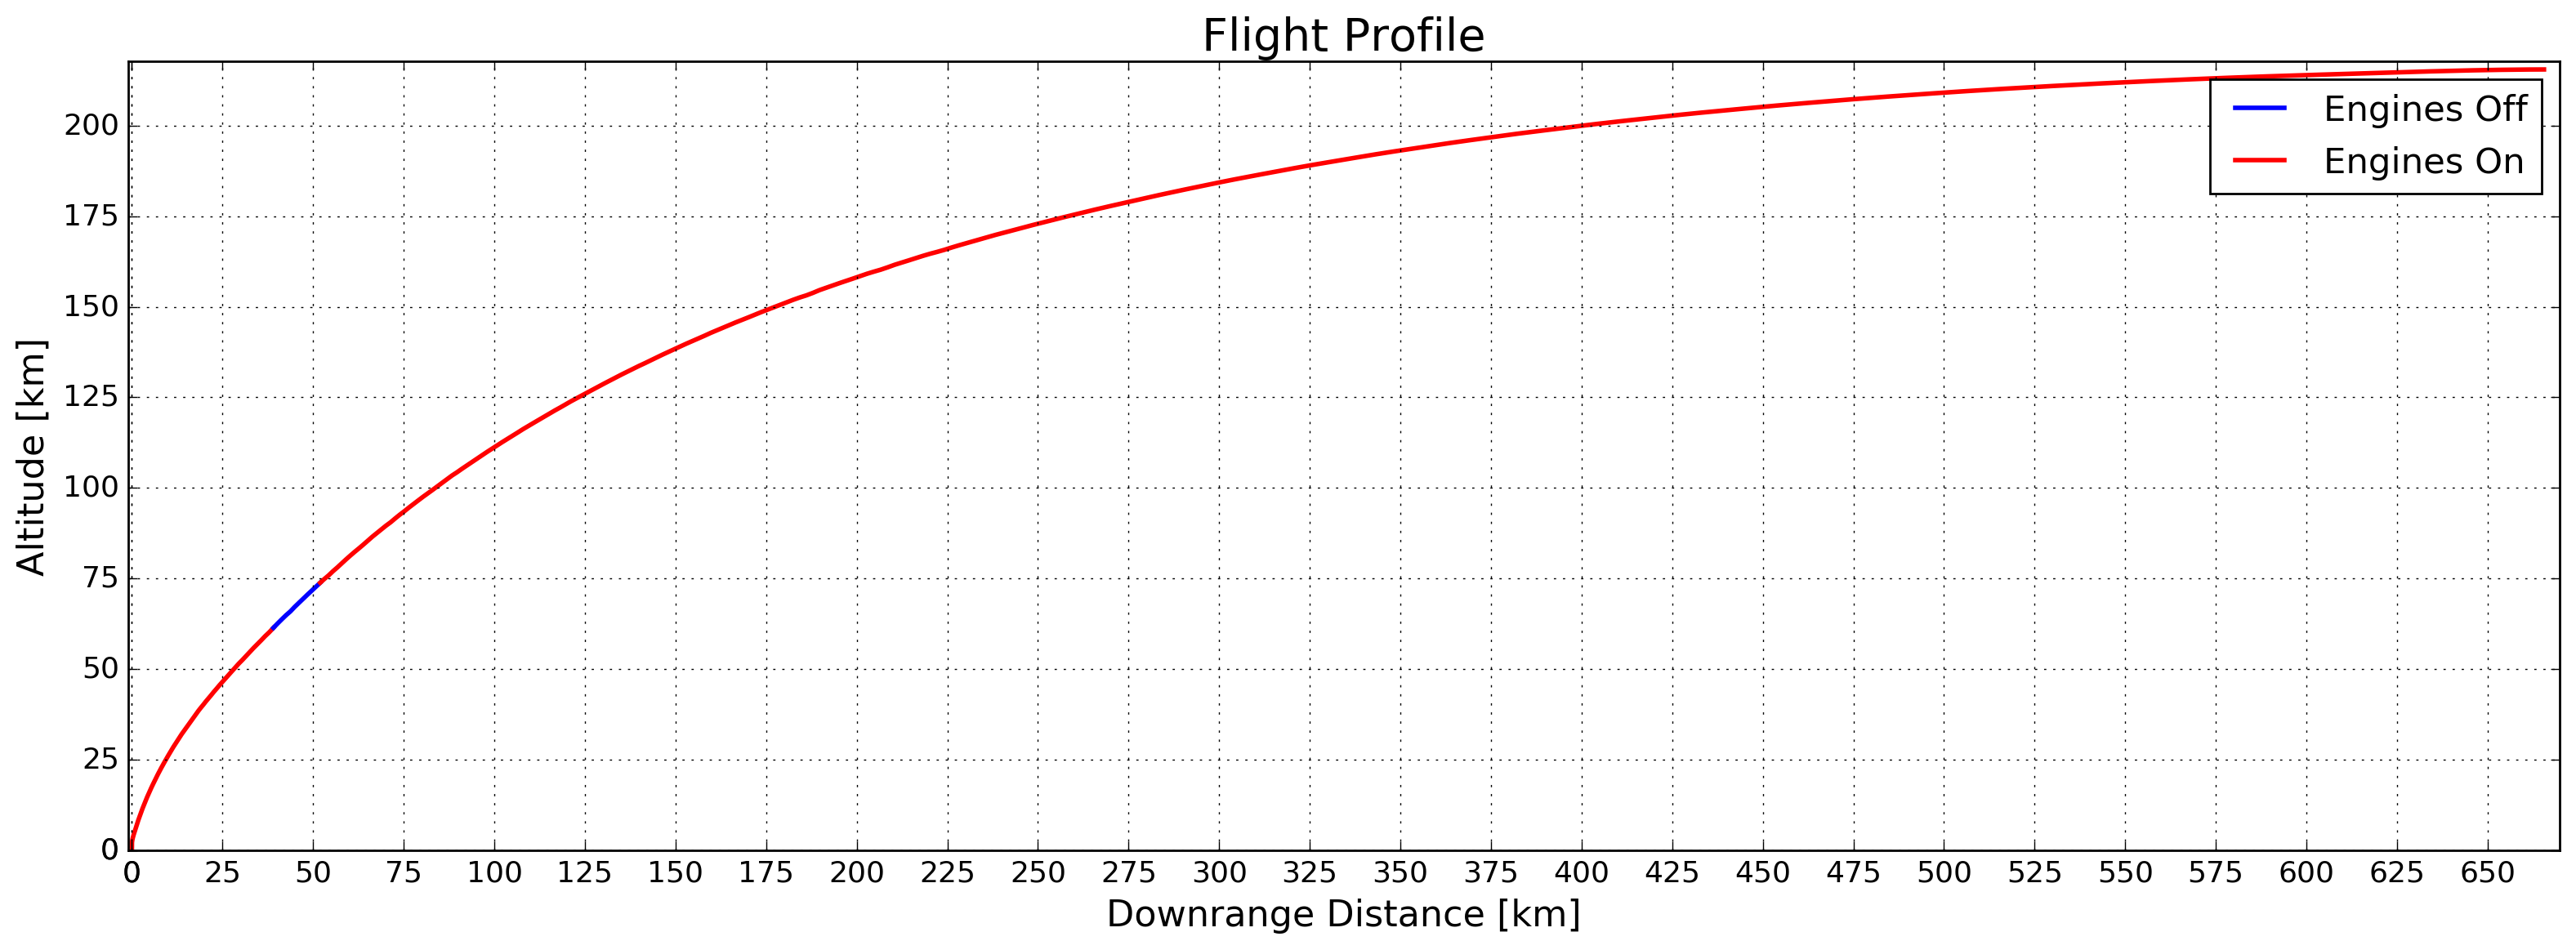 Flight Profile
Engines Off
Engines On
Altitude [km]
200
175
150
125
100
75
50
25
0
0 25 50 75 100 125 150 175 200 225 250 275 300 325 350 375 400 425 450 475 500 525 550 575 600 625 650
Downrange Distance [km]